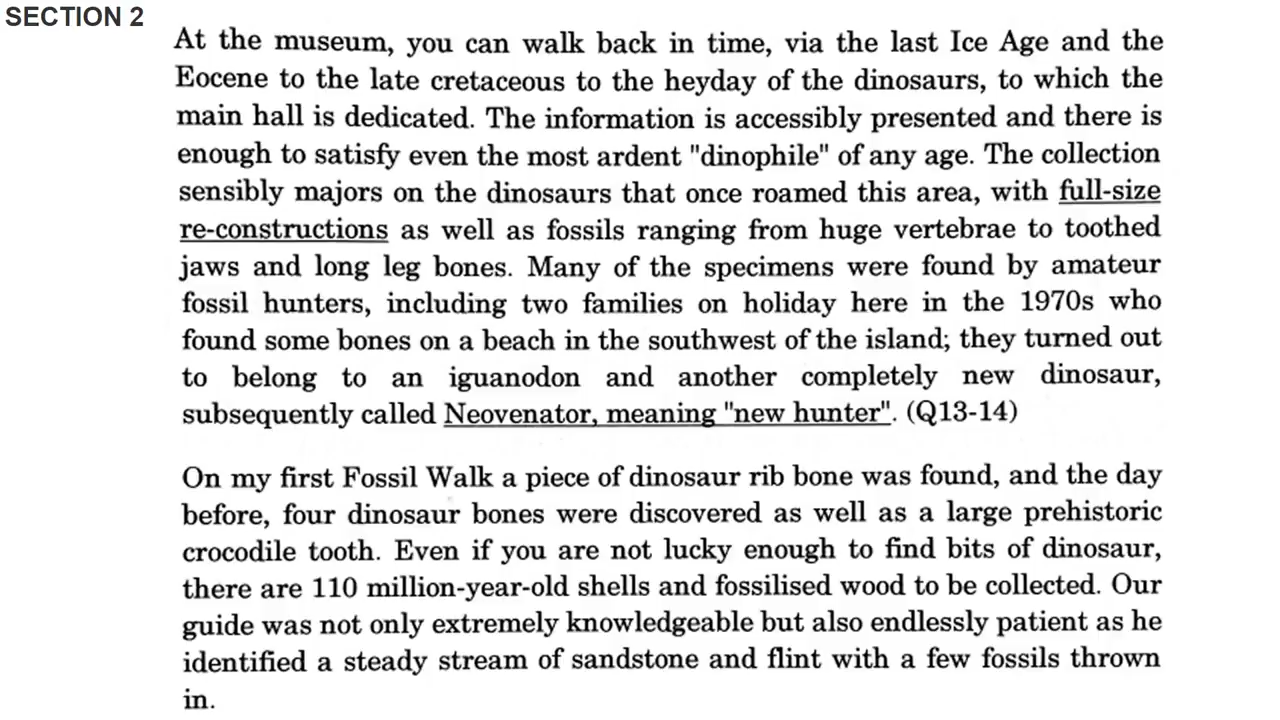 SECTION 2
At the museum, you can walk back in time, via the last Ice Age and the
Eocene to the late cretaceous to the heyday of the dinosaurs, to which the
main hall is dedicated. The information is accessibly presented and there is
enough to satisfy even the most ardent "dinophile" of any age. The collection
sensibly majors on the dinosaurs that once roamed this area, with full-size
re-constructions as well as fossils ranging from huge vertebrae to toothed
jaws and long leg bones. Many of the specimens were found by amateur
fossil hunters, including two families on holiday here in the 1970s who
found some bones on a beach in the southwest of the island; they turned out
to belong to an iguanodon and another completely new dinosaur,
subsequently called Neovenator, meaning "new hunter". (Q13-14)
On my first Fossil Walk a piece of dinosaur rib bone was found, and the day
before, four dinosaur bones were discovered as well as a large prehistoric
crocodile tooth. Even if you are not lucky enough to find bits of dinosaur,
there are 110 million-year-old shells and fossilised wood to be collected. Our
guide was not only extremely knowledgeable but also endlessly patient as he
identified a steady stream of sandstone and flint with a few fossils thrown
in.